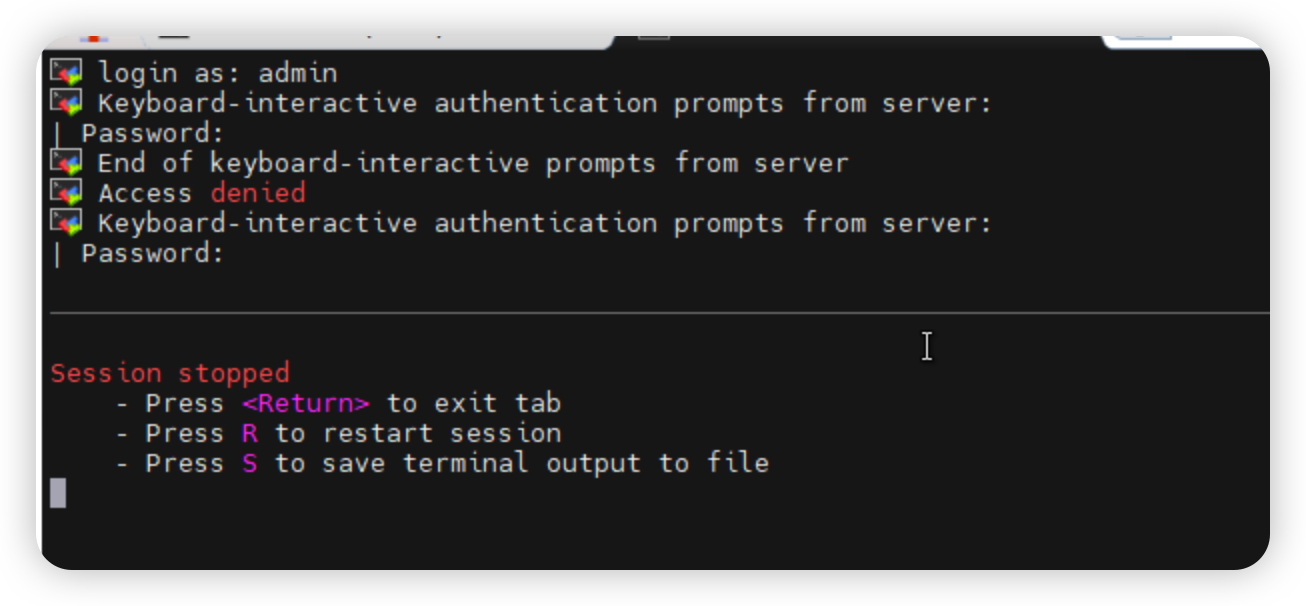 login as: admin
Keyboard-interactive authentication prompts from server:
| Password:
End of keyboard-interactive prompts from server
Access denied
Keyboard-interactive authentication prompts from server:
| Password:
Session stopped
- Press <Return> to exit tab
- Press R to restart session
- Press S to save terminal output to file